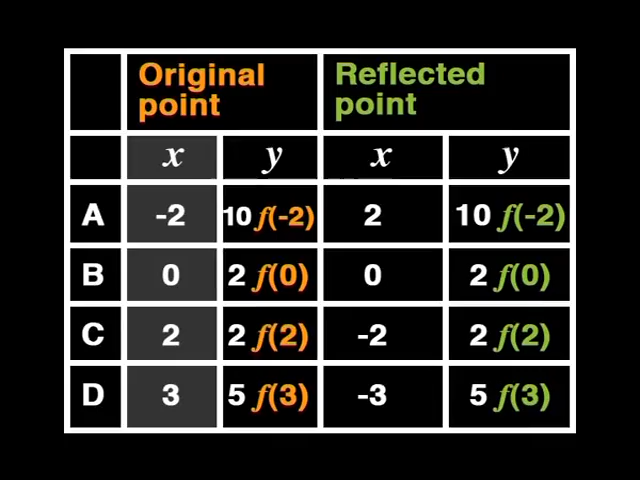 Original point Reflected point
x y x y
A -2 10 f(-2) 2 10 f(-2)
B 0 2 f(0) 0 2 f(0)
C 2 2 f(2) -2 2 f(2)
D 3 5 f(3) -3 5 f(3)